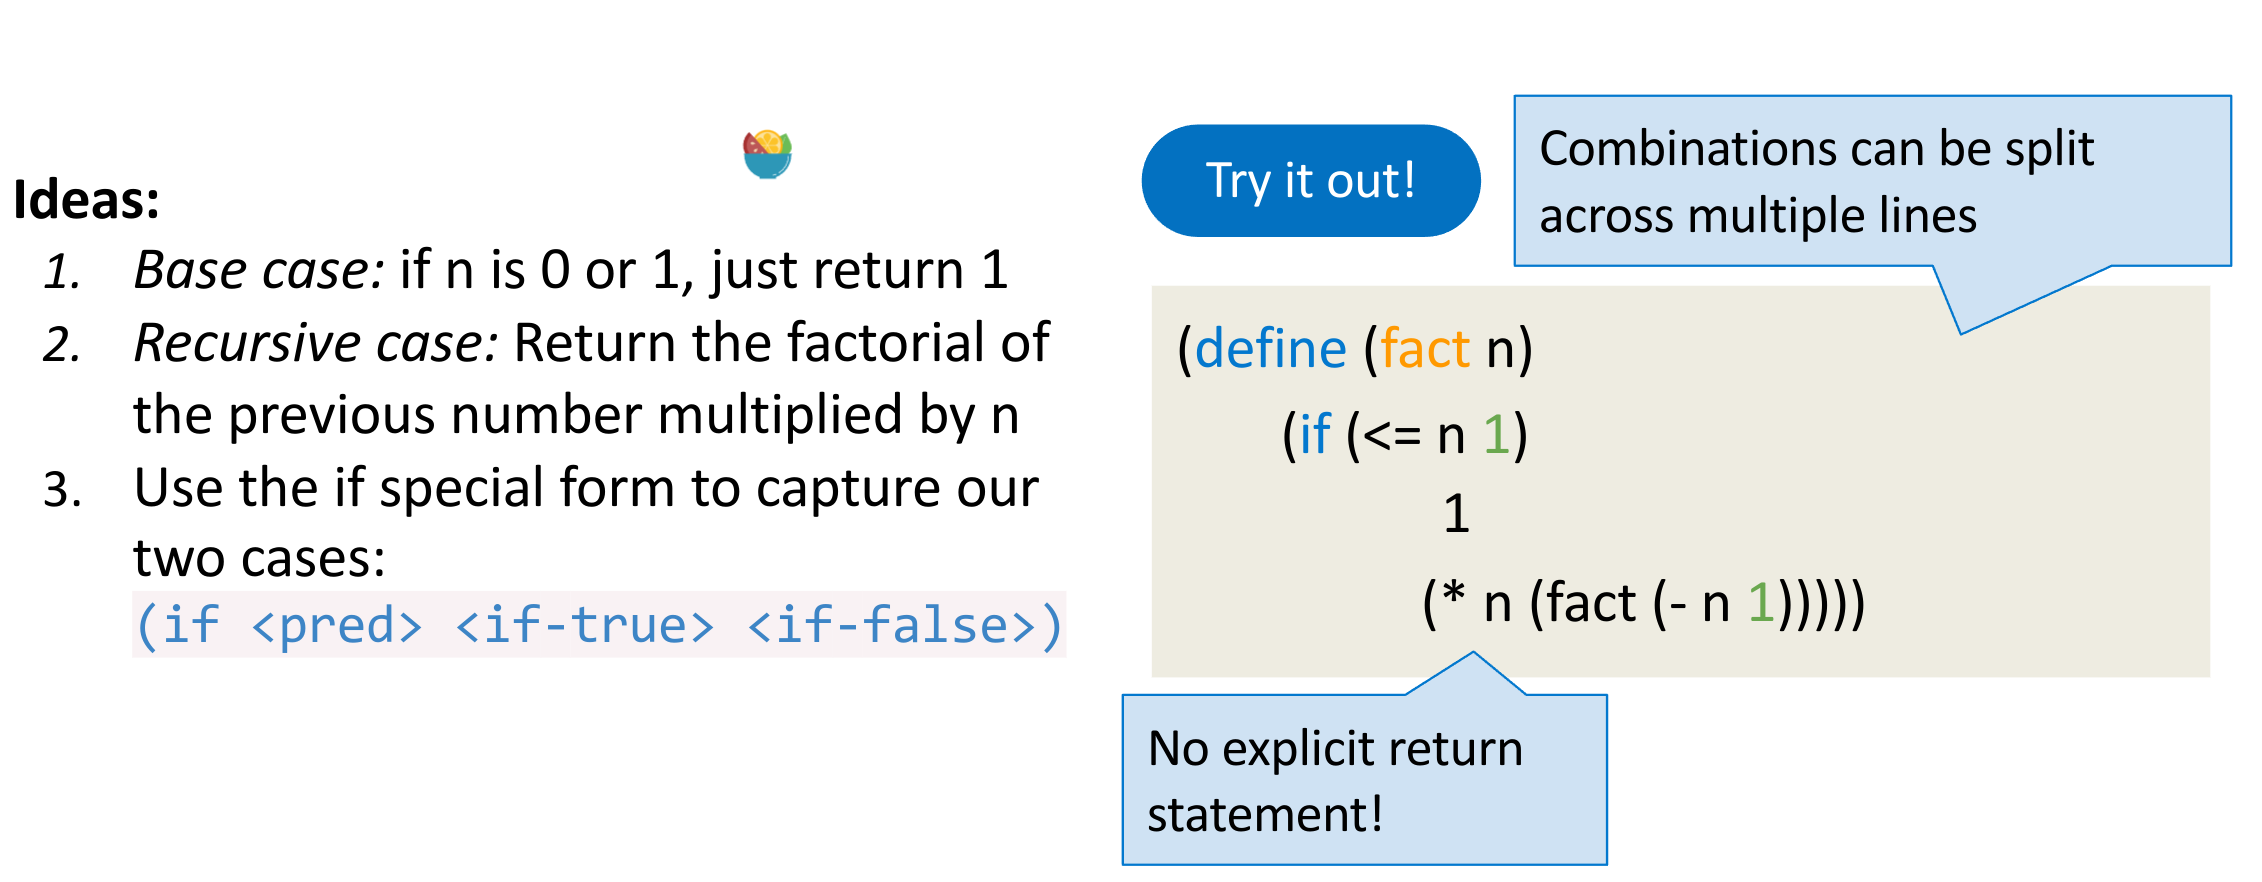 Ideas:
1. Base case: if n is 0 or 1, just return 1
2. Recursive case: Return the factorial of
the previous number multiplied by n
3. Use the if special form to capture our
two cases:
(if <pred> <if-true> <if-false>)
Try it out!
Combinations can be split
across multiple lines
(define (fact n)
(if (<= n 1)
1
(* n (fact (- n 1)))))
No explicit return
statement!